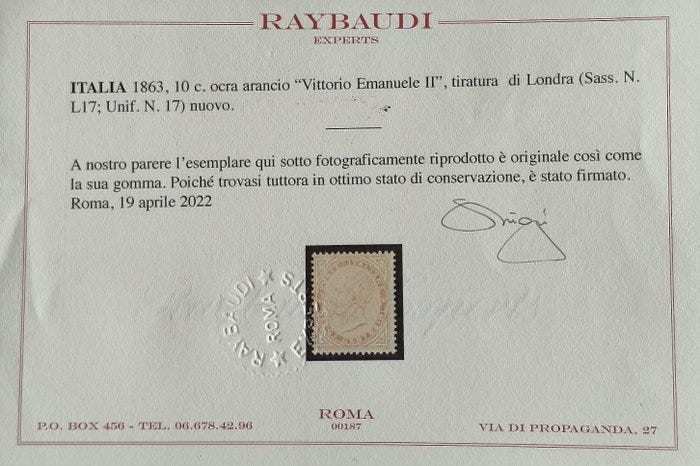 RAYBAUDI
EXPERTS
ITALIA 1863, 10 c. ocra arancio “Vittorio Emanuele II”, tiratura di Londra (Sass. N.
L17; Unif. N. 17) nuovo.
A nostro parere l’esemplare qui sotto fotograficamente riprodotto è originale così come
la sua gomma. Poiché trovasi tuttora in ottimo stato di conservazione, è stato firmato.
Roma, 19 aprile 2022
RAYBAUDI
ROMA
ROMA
00187
P.O. BOX 456 - TEL. 06.678.42.96
VIA DI PROPAGANDA, 27